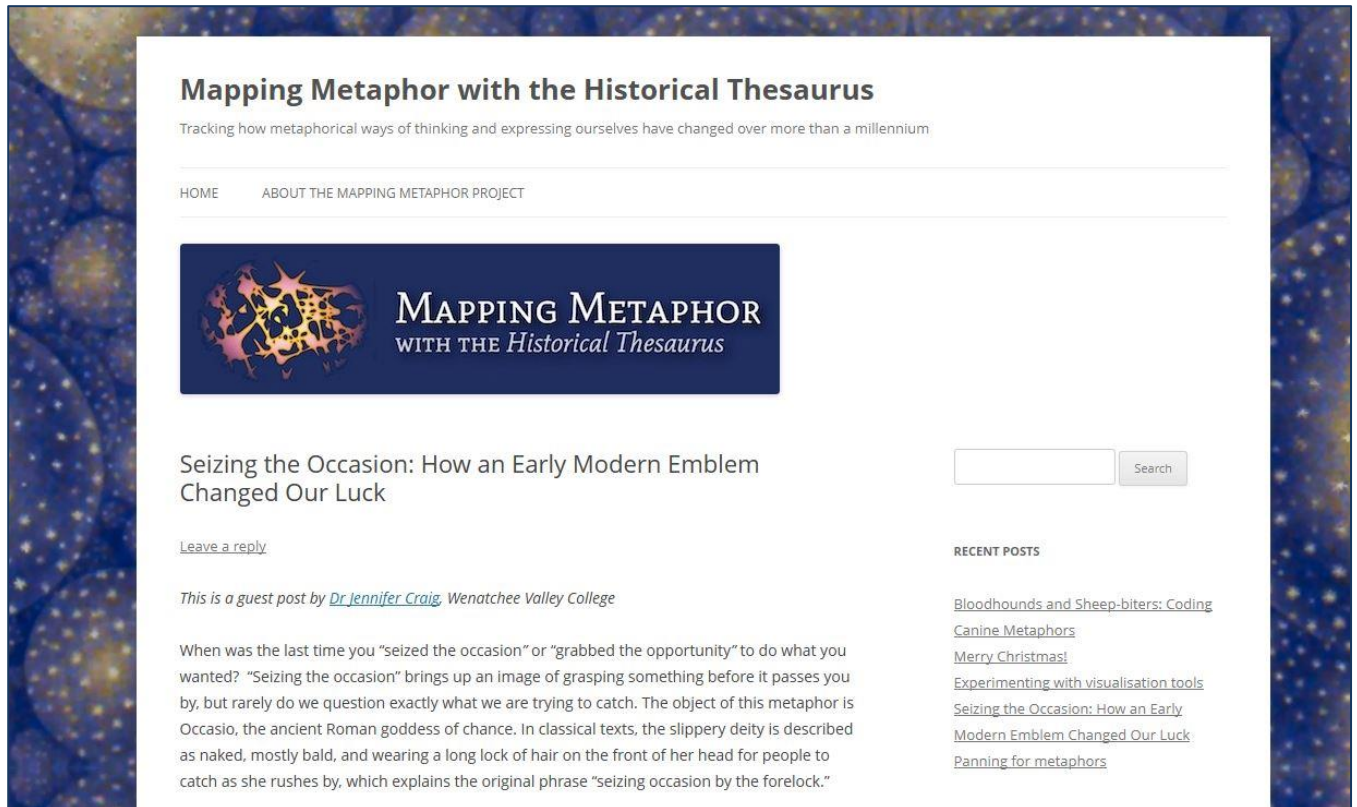 Mapping Metaphor with the Historical Thesaurus
Tracking how metaphorical ways of thinking and expressing ourselves have changed over more than a millennium
HOME
ABOUT THE MAPPING METAPHOR PROJECT
MAPPING METAPHOR
WITH THE Historical Thesaurus
Seizing the Occasion: How an Early Modern Emblem
Changed Our Luck
Leave a reply
This is a guest post by Dr Jennifer Craig, Wenatchee Valley College
When was the last time you “seized the occasion” or “grabbed the opportunity” to do what you
wanted?  “Seizing the occasion” brings up an image of grasping something before it passes you
by, but rarely do we question exactly what we are trying to catch. The object of this metaphor is
Occasio, the ancient Roman goddess of chance. In classical texts, the slippery deity is described
as naked, mostly bald, and wearing a long lock of hair on the front of her head for people to
catch as she rushes by, which explains the original phrase “seizing occasion by the forelock.”
Search
RECENT POSTS
Bloodhounds and Sheep-biters: Coding
Canine Metaphors
Merry Christmas!
Experimenting with visualisation tools
Seizing the Occasion: How an Early
Modern Emblem Changed Our Luck
Panning for metaphors